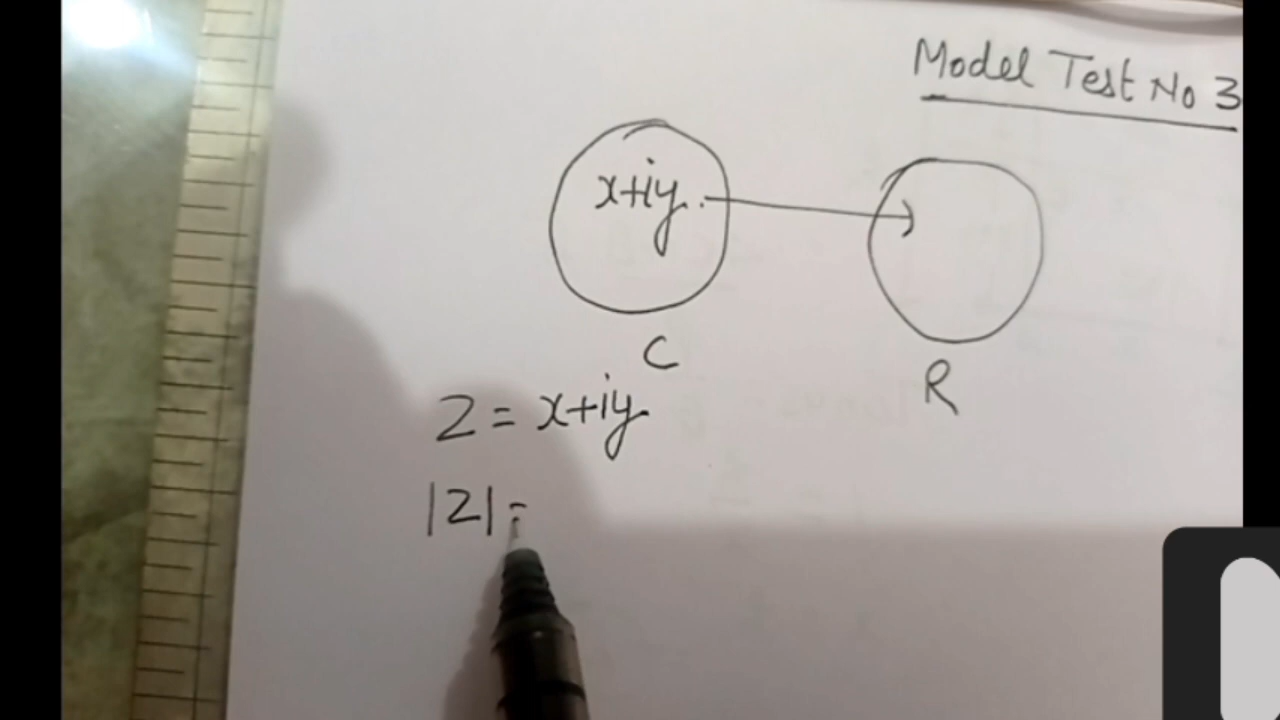 Model Test No 3
x+iy
C
R
Z = x+iy
|Z| =